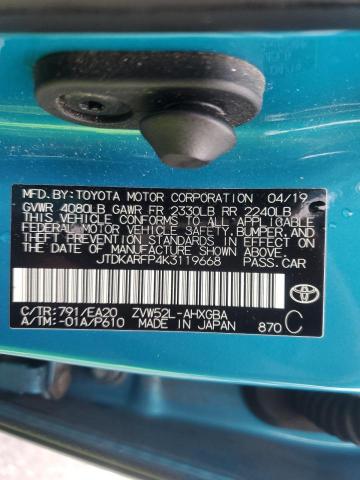 MFD. BY: TOYOTA MOTOR CORPORATION 04/19
GVWR 4080LB GAWR FR 2330LB RR 2240LB
THIS VEHICLE CONFORMS TO ALL APPLICABLE
FEDERAL MOTOR VEHICLE SAFETY, BUMPER, AND
THEFT PREVENTION STANDARDS IN EFFECT ON
THE DATE OF MANUFACTURE SHOWN ABOVE.
JTDKARFP4K3119668 PASS. CAR
C/TR: 791/EA20 ZVW52L-AHXGBA
A/TM: -01A/P610 MADE IN JAPAN 870 C